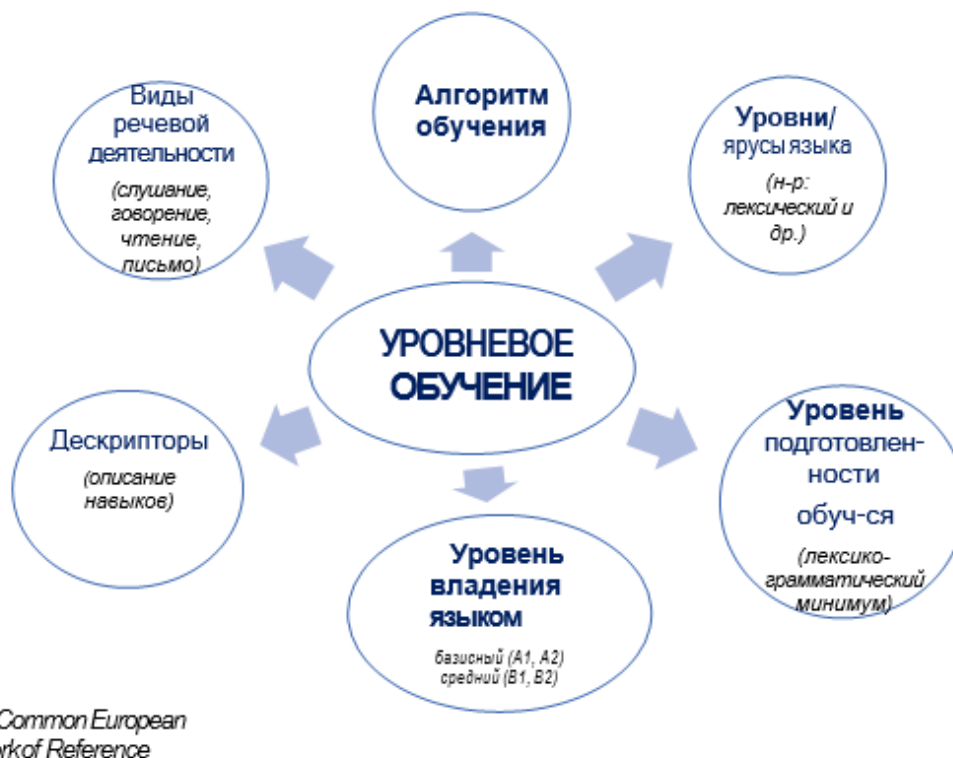 Алгоритм
обучения
Виды
речевой
деятельности
(слушание,
говорение,
чтение,
письмо)
Уровни/
ярусы языка
(н-р:
лексический и
др.)
УРОВНЕВОЕ
ОБУЧЕНИЕ
Дескрипторы
(описание
навыков)
Уровень
подготовлен-
ности
обуч-ся
(лексико-
грамматический
минимум)
Уровень
владения
языком
базисный (А1, А2)
средний (В1, В2)
Common European
of Reference